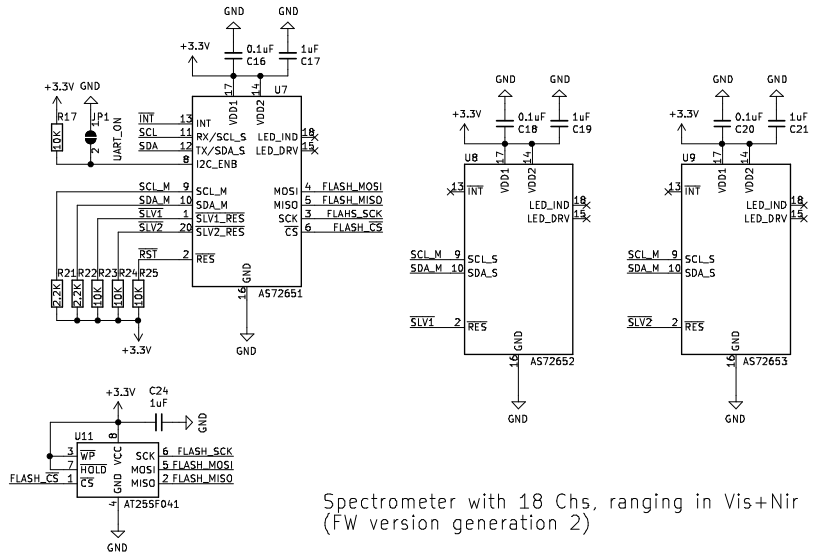 GND
GND
+3.3V
0.1uF
C16
1uF
C17
+3.3V
GND
R17
10K
JP1
1
2
UART_ON
U7
17
VDD1
14
VDD2
INT 13 INT
SCL 11 RX/SCL_S
SDA 12 TX/SDA_S
8 I2C_ENB
LED_IND 18
LED_DRV 15
SCL_M 9 SCL_M
SDA_M 10 SDA_M
SLV1 1 SLV1_RES
SLV2 20 SLV2_RES
RST 2 RES
MOSI 4 FLASH_MOSI
MISO 5 FLASH_MISO
SCK 3 FLAHS_SCK
CS 6 FLASH_CS
R21 R22 R23 R24 R25
2.2K 2.2K 10K 10K 10K
+3.3V
GND
16
AS72651
GND
GND
GND
+3.3V
0.1uF
C18
1uF
C19
U8
17
VDD1
14
VDD2
13 INT
LED_IND 18
LED_DRV 15
SCL_M 9 SCL_S
SDA_M 10 SDA_S
SLV1 2 RES
GND
16
AS72652
GND
GND
GND
+3.3V
0.1uF
C20
1uF
C21
U9
17
VDD1
14
VDD2
13 INT
LED_IND 18
LED_DRV 15
SCL_M 9 SCL_S
SDA_M 10 SDA_S
SLV2 2 RES
GND
16
AS72653
GND
+3.3V
C24
1uF
GND
U11
8
VCC
3 WP
7 HOLD
FLASH_CS 1 CS
SCK 6 FLASH_SCK
MOSI 5 FLASH_MOSI
MISO 2 FLASH_MISO
GND
4
AT25SF041
GND
Spectrometer with 18 Chs, ranging in Vis+Nir
(FW version generation 2)